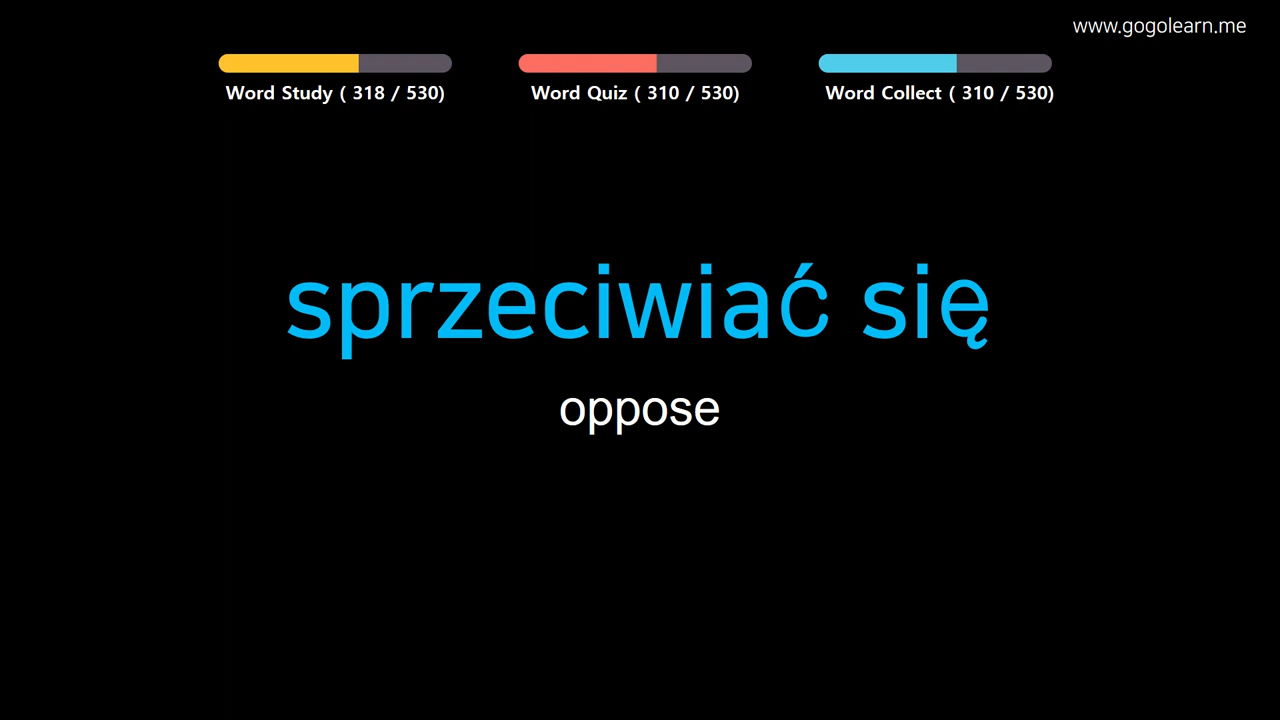 www.gogolearn.me
Word Study ( 318 / 530)
Word Quiz ( 310 / 530)
Word Collect ( 310 / 530)
sprzeciwiać się
oppose